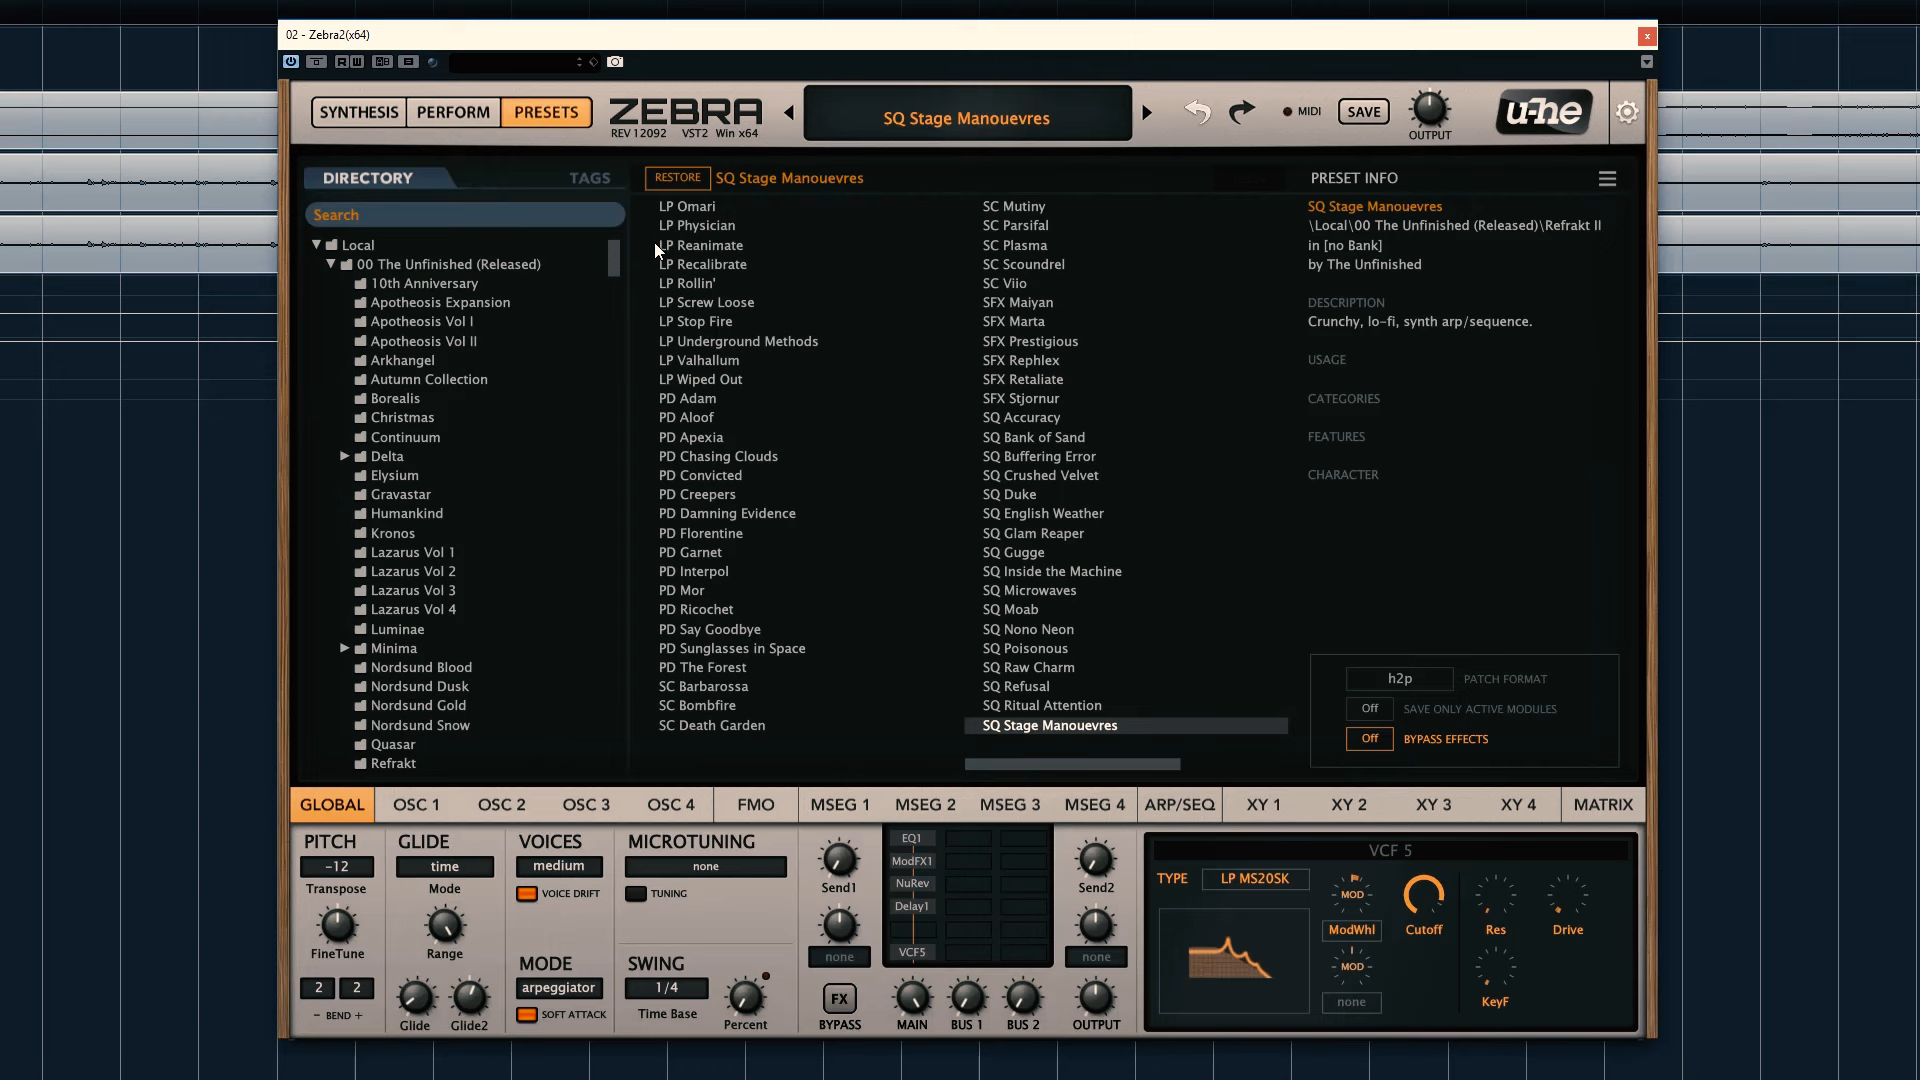 02 - Zebra2(x64)
R W
SYNTHESIS PERFORM PRESETS
ZEBRA
REV 12092 VST2 Win x64
SQ Stage Manouevres
MIDI
SAVE
OUTPUT
u-he
DIRECTORY TAGS
Search
Local
00 The Unfinished (Released)
10th Anniversary
Apotheosis Expansion
Apotheosis Vol I
Apotheosis Vol II
Arkhangel
Autumn Collection
Borealis
Christmas
Continuum
Delta
Elysium
Gravastar
Humankind
Kronos
Lazarus Vol 1
Lazarus Vol 2
Lazarus Vol 3
Lazarus Vol 4
Luminae
Minima
Nordsund Blood
Nordsund Dusk
Nordsund Gold
Nordsund Snow
Quasar
Refrakt
RESTORE SQ Stage Manouevres
LP Omari
LP Physician
LP Reanimate
LP Recalibrate
LP Rollin'
LP Screw Loose
LP Stop Fire
LP Underground Methods
LP Valhallum
LP Wiped Out
PD Adam
PD Aloof
PD Apexia
PD Chasing Clouds
PD Convicted
PD Creepers
PD Damning Evidence
PD Florentine
PD Garnet
PD Interpol
PD Mor
PD Ricochet
PD Say Goodbye
PD Sunglasses in Space
PD The Forest
SC Barbarossa
SC Bombfire
SC Death Garden
SC Mutiny
SC Parsifal
SC Plasma
SC Scoundrel
SC Viio
SFX Maiyan
SFX Marta
SFX Prestigious
SFX Rephlex
SFX Retaliate
SFX Stjornur
SQ Accuracy
SQ Bank of Sand
SQ Buffering Error
SQ Crushed Velvet
SQ Duke
SQ English Weather
SQ Glam Reaper
SQ Gugge
SQ Inside the Machine
SQ Microwaves
SQ Moab
SQ Nono Neon
SQ Poisonous
SQ Raw Charm
SQ Refusal
SQ Ritual Attention
SQ Stage Manouevres
PRESET INFO
SQ Stage Manouevres
\Local\00 The Unfinished (Released)\Refrakt II
in [no Bank]
by The Unfinished
DESCRIPTION
Crunchy, lo-fi, synth arp/sequence.
USAGE
CATEGORIES
FEATURES
CHARACTER
h2p PATCH FORMAT
Off SAVE ONLY ACTIVE MODULES
Off BYPASS EFFECTS
GLOBAL OSC 1 OSC 2 OSC 3 OSC 4 FMO MSEG 1 MSEG 2 MSEG 3 MSEG 4 ARP/SEQ XY 1 XY 2 XY 3 XY 4 MATRIX
PITCH
-12
Transpose
FineTune
2 2
- BEND +
GLIDE
time
Mode
Range
Glide Glide2
VOICES
medium
VOICE DRIFT
MODE
arpeggiator
SOFT ATTACK
MICROTUNING
none
TUNING
SWING
1/4
Time Base
Percent
Send1
none
FX
BYPASS
EQ1
ModFX1
NuRev
Delay1
VCF5
MAIN BUS 1 BUS 2
Send2
none
OUTPUT
VCF 5
TYPE LP MS20SK
MOD
ModWhl
MOD
none
Cutoff
Res
KeyF
Drive